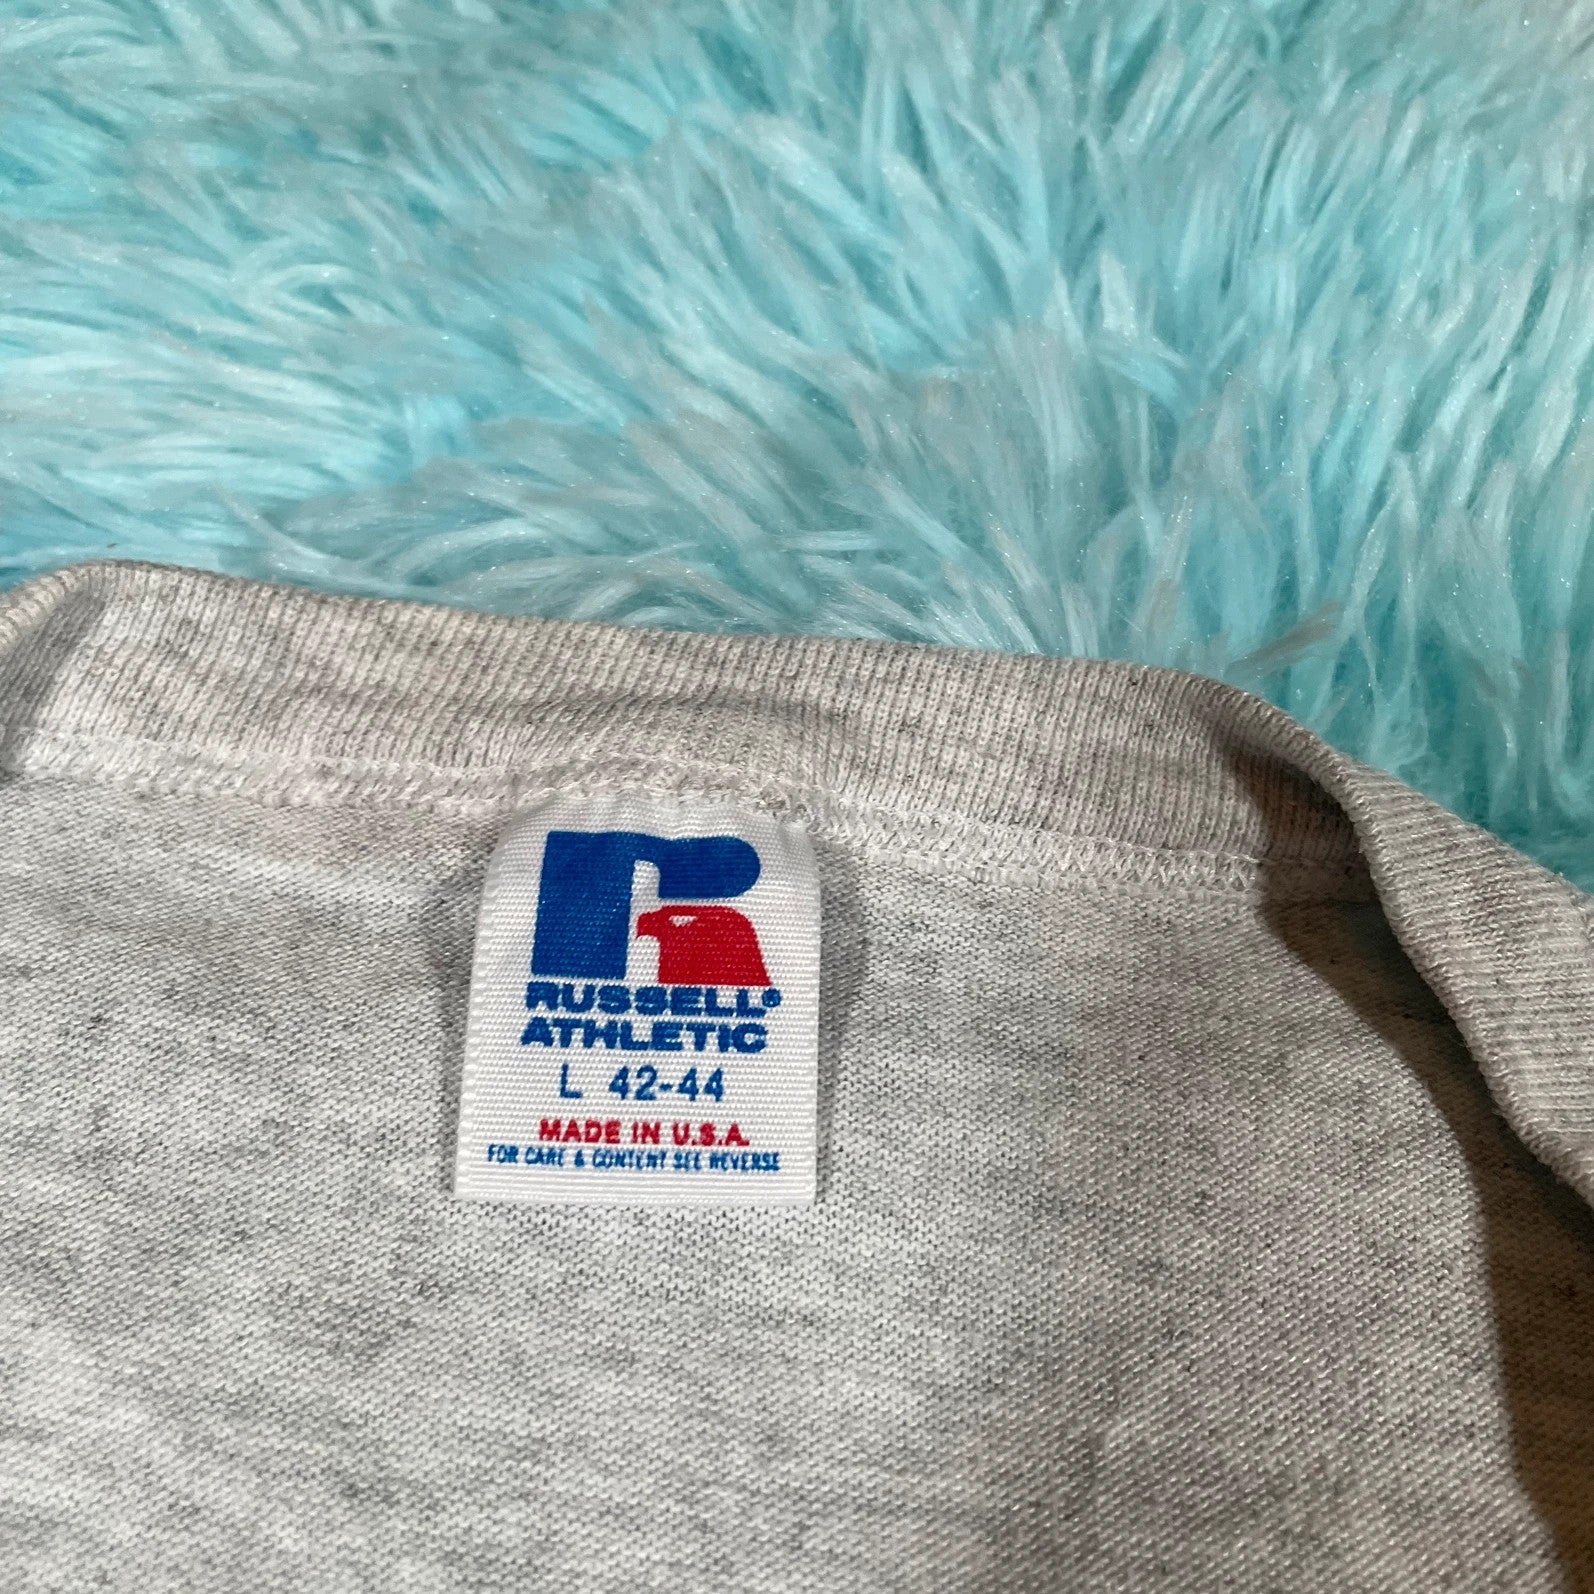 RUSSELL®
ATHLETIC
L 42-44
MADE IN U.S.A.
FOR CARE & CONTENT SEE REVERSE